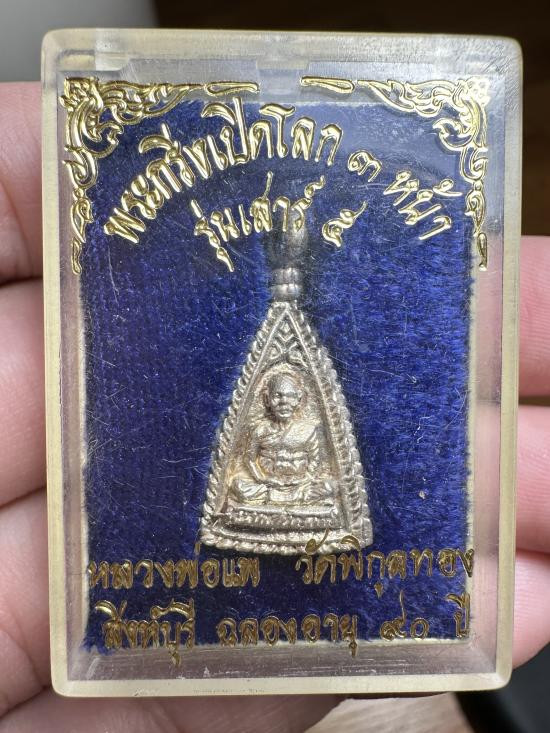 พระกริ่งเปิดโลก ๓ หน้า
รุ่นเสาร์ ๕
หลวงพ่อแพ วัดพิกุลทอง
สิงห์บุรี ฉลองอายุ ๙๐ ปี